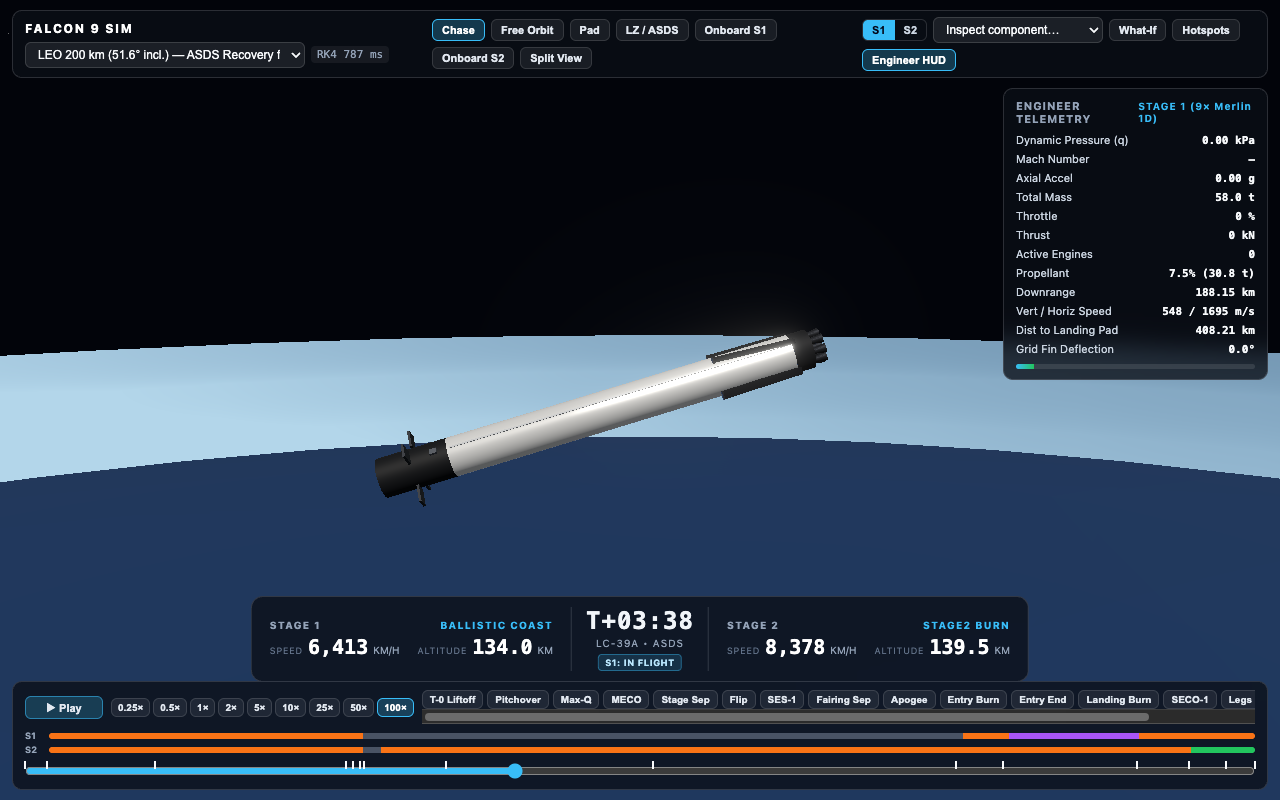 FALCON 9 SIM
LEO 200 km (51.6° incl.) — ASDS Recovery f
RK4 787 ms
Chase
Free Orbit
Pad
LZ / ASDS
Onboard S1
Onboard S2
Split View
S1
S2
Inspect component…
What-If
Hotspots
Engineer HUD
ENGINEER TELEMETRY
STAGE 1 (9× Merlin 1D)
Dynamic Pressure (q) 0.00 kPa
Mach Number —
Axial Accel 0.00 g
Total Mass 58.0 t
Throttle 0 %
Thrust 0 kN
Active Engines 0
Propellant 7.5% (30.8 t)
Downrange 188.15 km
Vert / Horiz Speed 548 / 1695 m/s
Dist to Landing Pad 408.21 km
Grid Fin Deflection 0.0°
STAGE 1 BALLISTIC COAST
SPEED 6,413 KM/H ALTITUDE 134.0 KM
T+03:38
LC-39A • ASDS
S1: IN FLIGHT
STAGE 2 STAGE2 BURN
SPEED 8,378 KM/H ALTITUDE 139.5 KM
▶ Play
0.25×
0.5×
1×
2×
5×
10×
25×
50×
100×
T-0 Liftoff
Pitchover
Max-Q
MECO
Stage Sep
Flip
SES-1
Fairing Sep
Apogee
Entry Burn
Entry End
Landing Burn
SECO-1
Legs
S1
S2